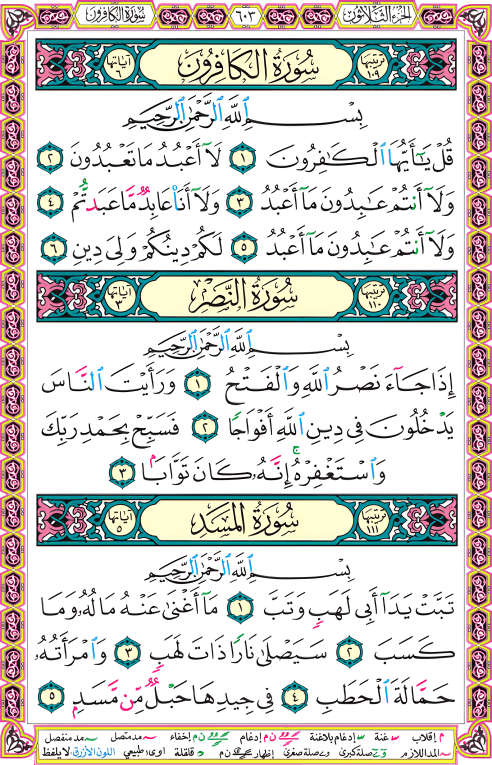 الجزء الثلاثون ٦٠٣ سورة الكافرون
ترتيبها ١٠٩ سورة الكافرون آياتها ٦
بِسْمِ ٱللَّهِ ٱلرَّحْمَٰنِ ٱلرَّحِيمِ
قُلْ يَٰٓأَيُّهَا ٱلْكَٰفِرُونَ ١ لَآ أَعْبُدُ مَا تَعْبُدُونَ ٢
وَلَآ أَنتُمْ عَٰبِدُونَ مَآ أَعْبُدُ ٣ وَلَآ أَنَا۠ عَابِدٌ مَّا عَبَدتُّمْ ٤
وَلَآ أَنتُمْ عَٰبِدُونَ مَآ أَعْبُدُ ٥ لَكُمْ دِينُكُمْ وَلِىَ دِينِ ٦
ترتيبها ١١٠ سورة النصر آياتها ٣
بِسْمِ ٱللَّهِ ٱلرَّحْمَٰنِ ٱلرَّحِيمِ
إِذَا جَآءَ نَصْرُ ٱللَّهِ وَٱلْفَتْحُ ١ وَرَأَيْتَ ٱلنَّاسَ
يَدْخُلُونَ فِى دِينِ ٱللَّهِ أَفْوَاجًا ٢ فَسَبِّحْ بِحَمْدِ رَبِّكَ
وَٱسْتَغْفِرْهُ إِنَّهُۥ كَانَ تَوَّابًۢا ٣
ترتيبها ١١١ سورة المسد آياتها ٥
بِسْمِ ٱللَّهِ ٱلرَّحْمَٰنِ ٱلرَّحِيمِ
تَبَّتْ يَدَآ أَبِى لَهَبٍ وَتَبَّ ١ مَآ أَغْنَىٰ عَنْهُ مَالُهُۥ وَمَا
كَسَبَ ٢ سَيَصْلَىٰ نَارًا ذَاتَ لَهَبٍ ٣ وَٱمْرَأَتُهُۥ
حَمَّالَةَ ٱلْحَطَبِ ٤ فِى جِيدِهَا حَبْلٌ مِّن مَّسَدٍۭ ٥
م إقلاب غنة إدغام بلاغنة ن م إدغام ن م إخفاء مد متصل مد منفصل
المد اللازم صلة كبرى وصلة صغرى إظهار ن م قلقلة اوى طبيعي اللون الأزرق لا يلفظ